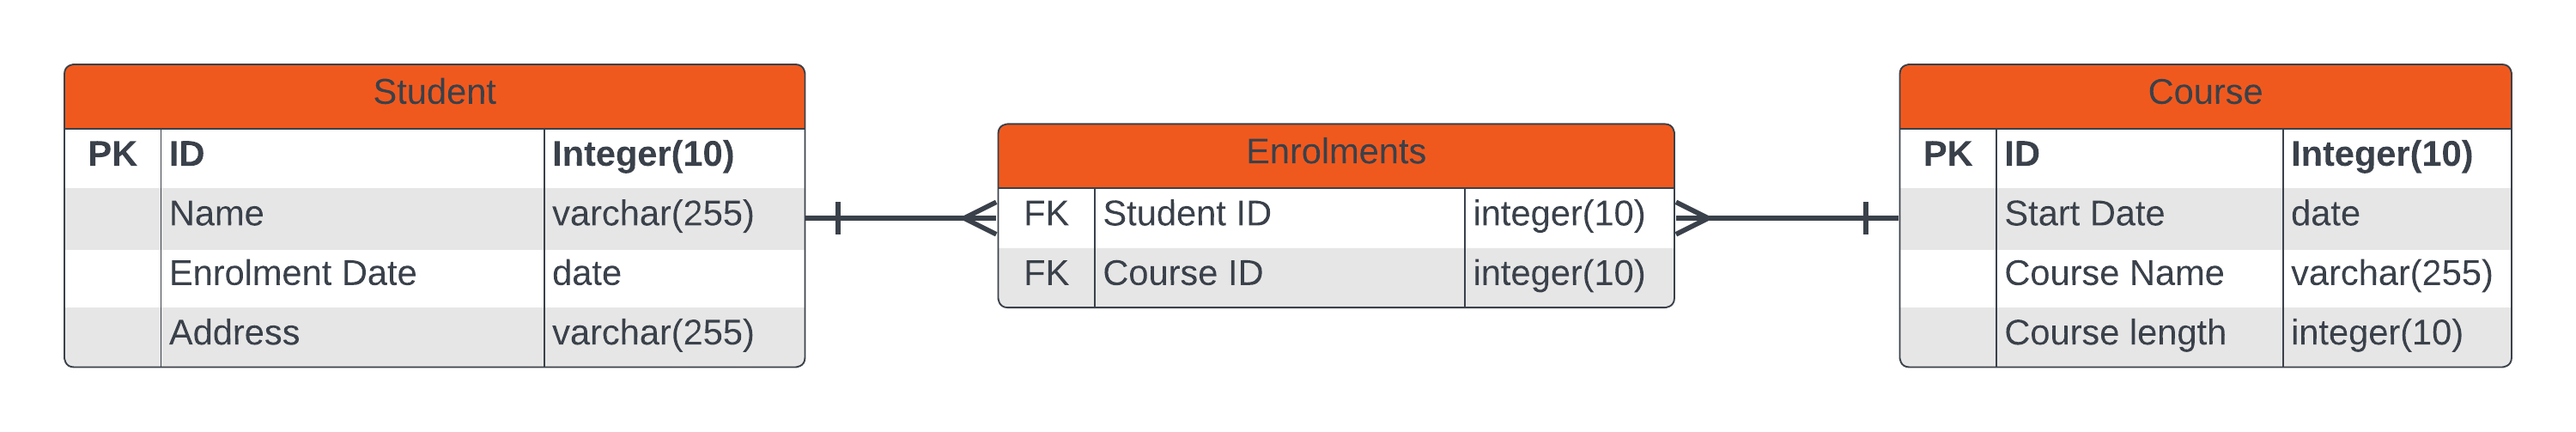 Student
PK ID Integer(10)
Name varchar(255)
Enrolment Date date
Address varchar(255)
Enrolments
FK Student ID integer(10)
FK Course ID integer(10)
Course
PK ID Integer(10)
Start Date date
Course Name varchar(255)
Course length integer(10)